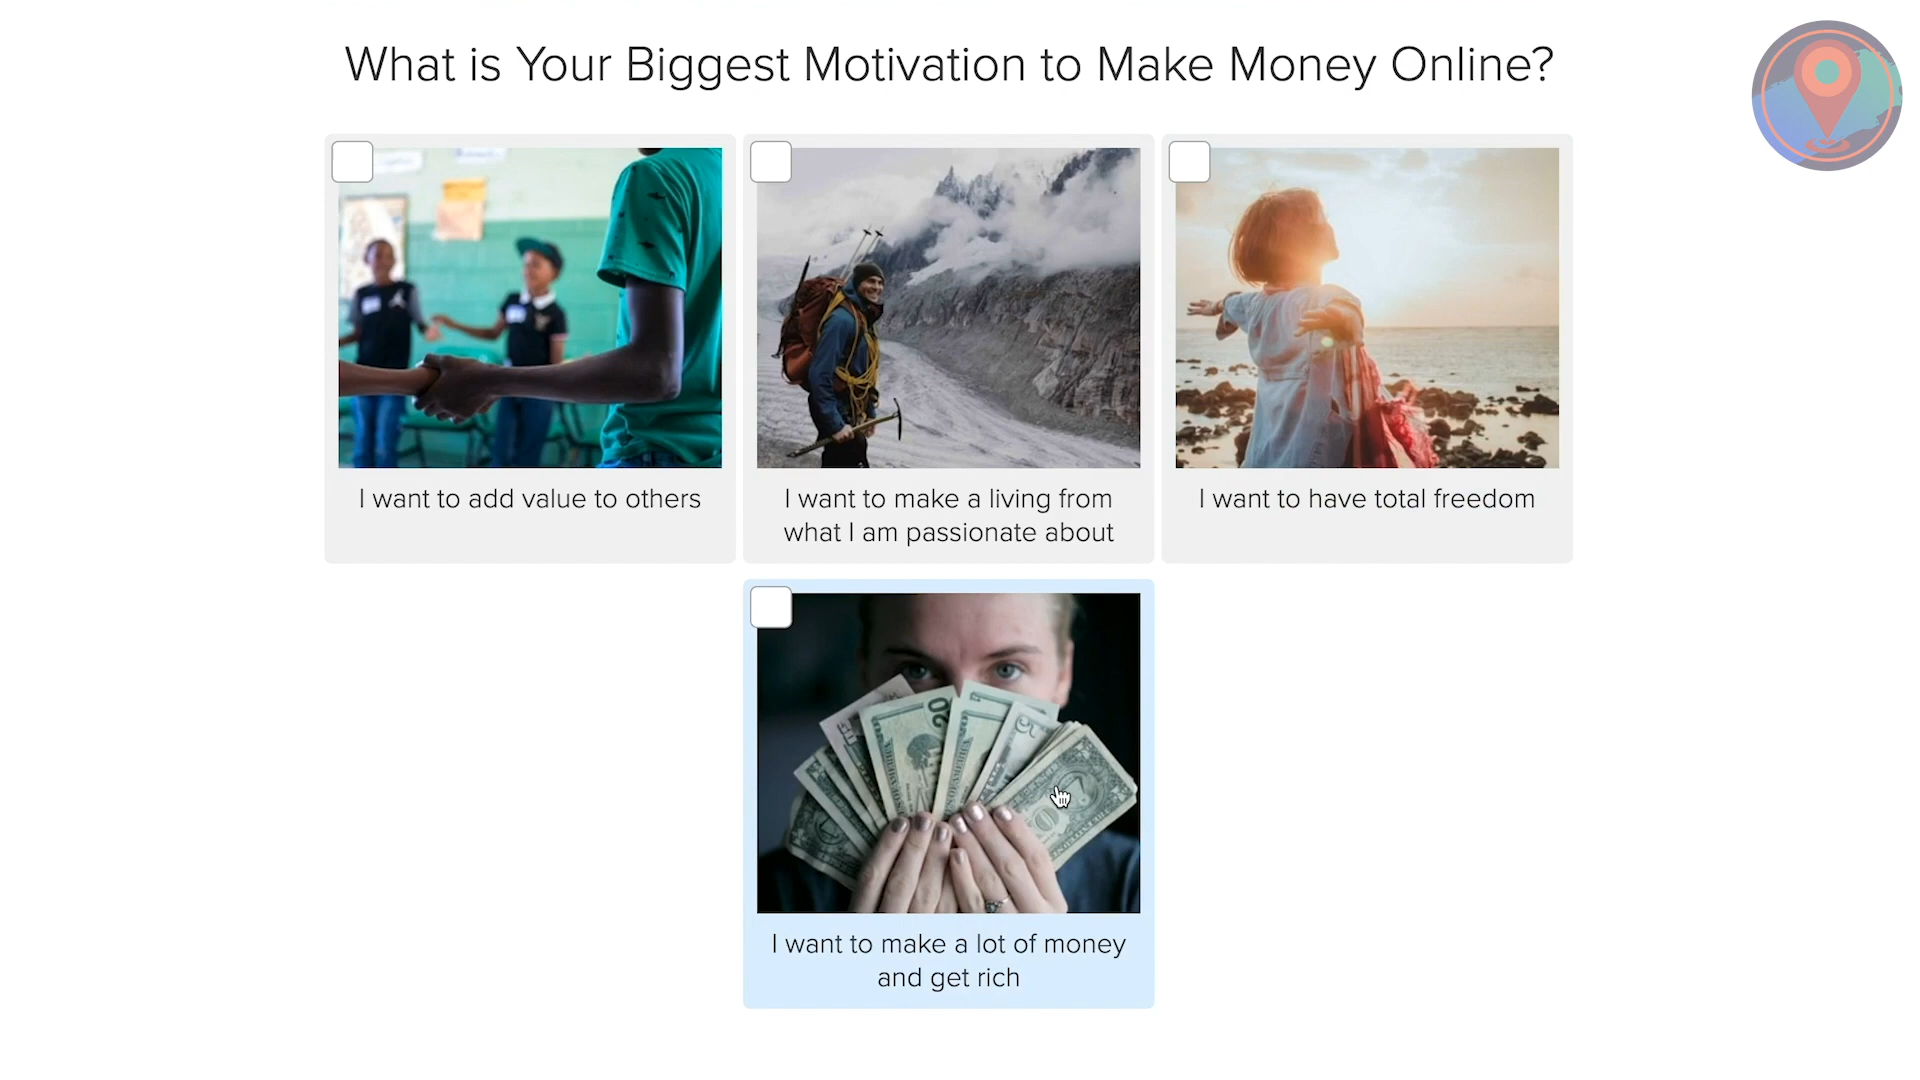 What is Your Biggest Motivation to Make Money Online?
I want to add value to others
I want to make a living from
what I am passionate about
I want to have total freedom
20
5
I want to make a lot of money
and get rich